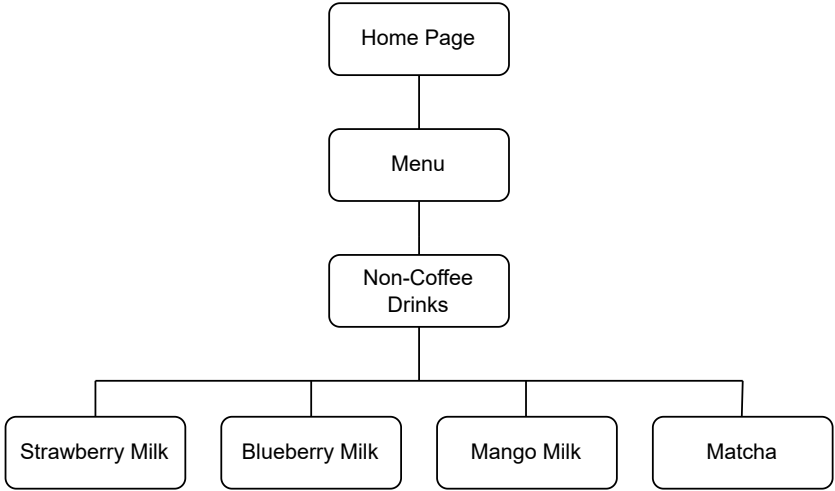 Home Page
Menu
Non-Coffee
Drinks
Strawberry Milk
Blueberry Milk
Mango Milk
Matcha